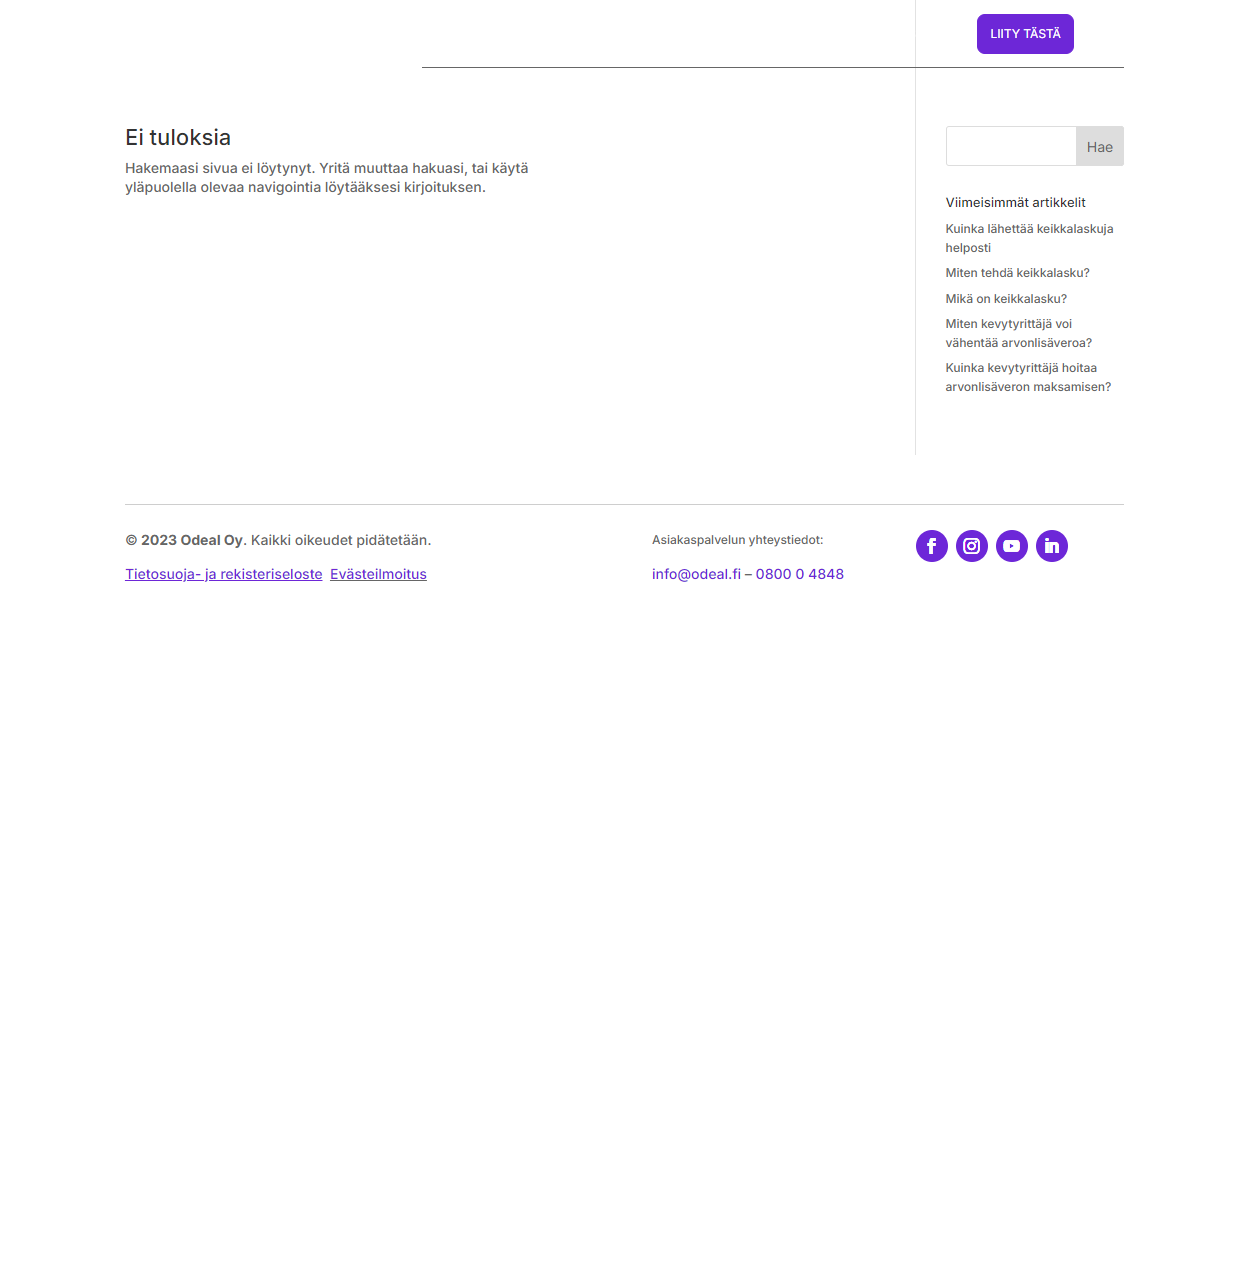 LIITY TÄSTÄ
Ei tuloksia
Hakemaasi sivua ei löytynyt. Yritä muuttaa hakuasi, tai käytä
yläpuolella olevaa navigointia löytääksesi kirjoituksen.
Hae
Viimeisimmät artikkelit
Kuinka lähettää keikkalaskuja
helposti
Miten tehdä keikkalasku?
Mikä on keikkalasku?
Miten kevytyrittäjä voi
vähentää arvonlisäveroa?
Kuinka kevytyrittäjä hoitaa
arvonlisäveron maksamisen?
© 2023 Odeal Oy. Kaikki oikeudet pidätetään.
Tietosuoja- ja rekisteriseloste Evästeilmoitus
Asiakaspalvelun yhteystiedot:
info@odeal.fi – 0800 0 4848